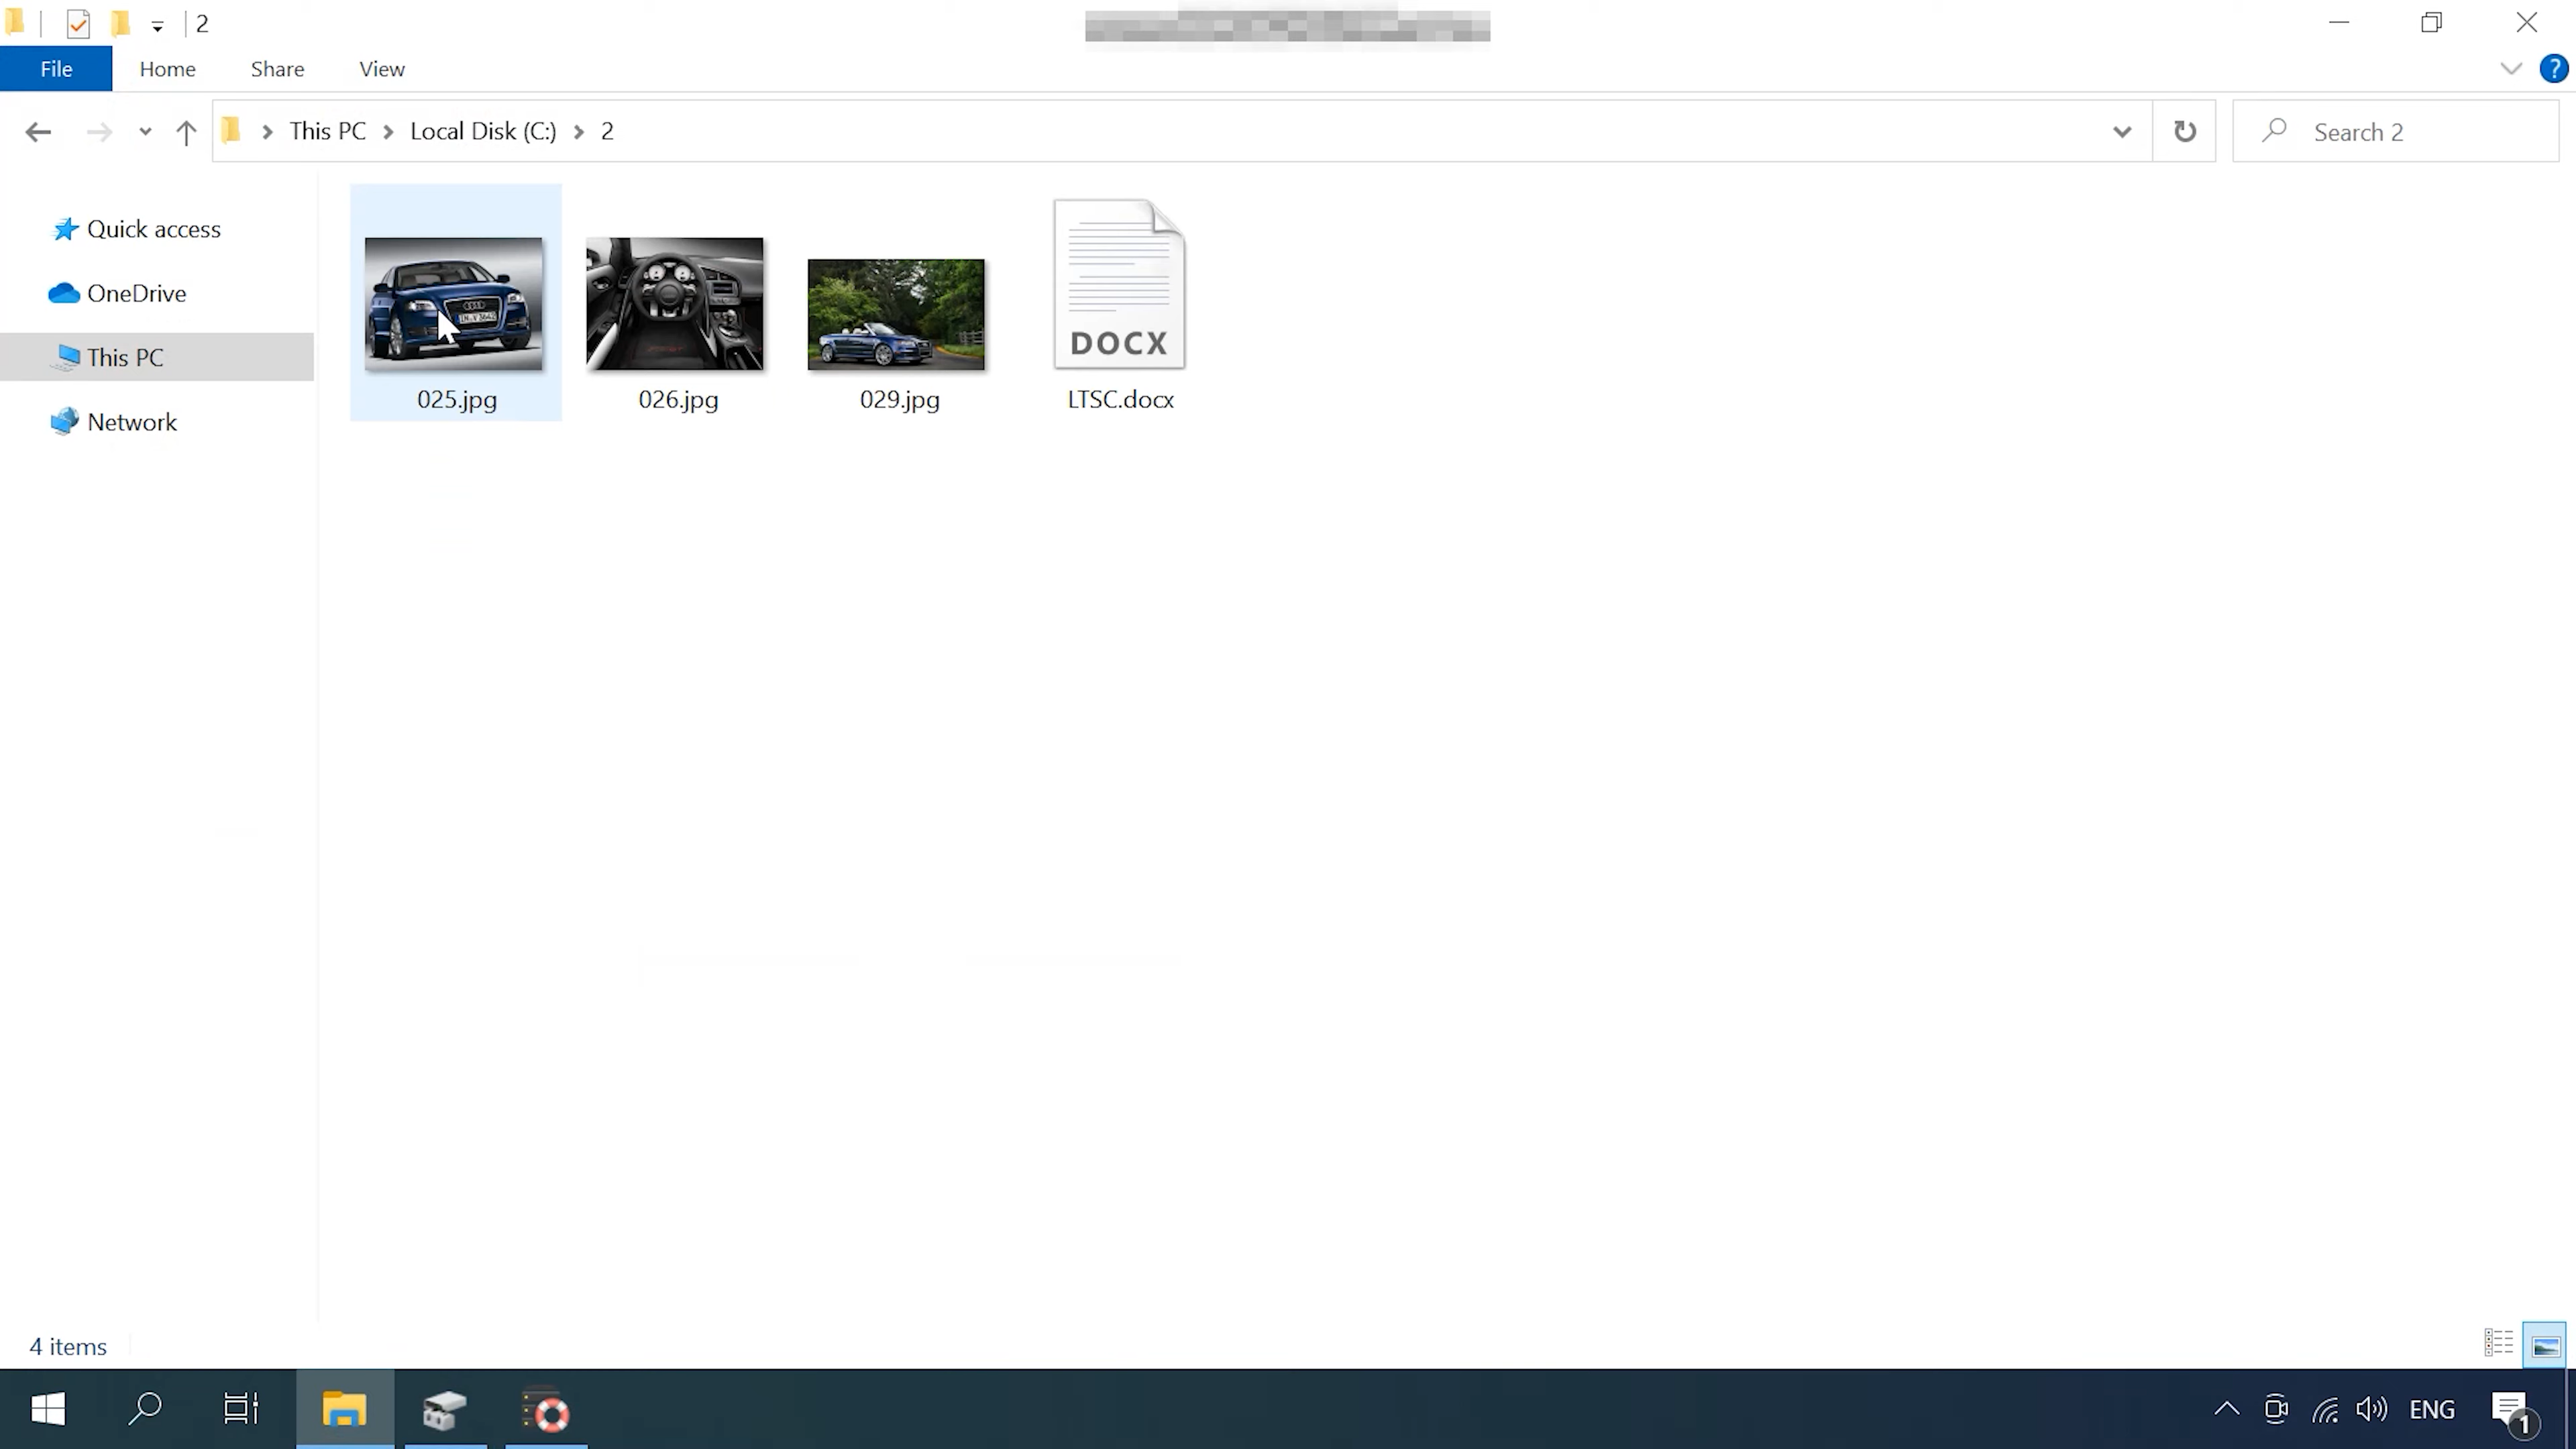 2
File Home Share View
This PC Local Disk (C:) 2
Search 2
Quick access
OneDrive
This PC
Network
025.jpg 026.jpg 029.jpg LTSC.docx
DOCX
4 items
ENG
1